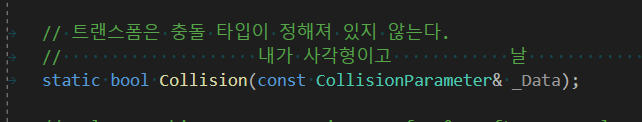 // 트랜스폼은 충돌 타입이 정해져 있지 않는다.
// 내가 사각형이고 날
static bool Collision(const CollisionParameter& _Data);